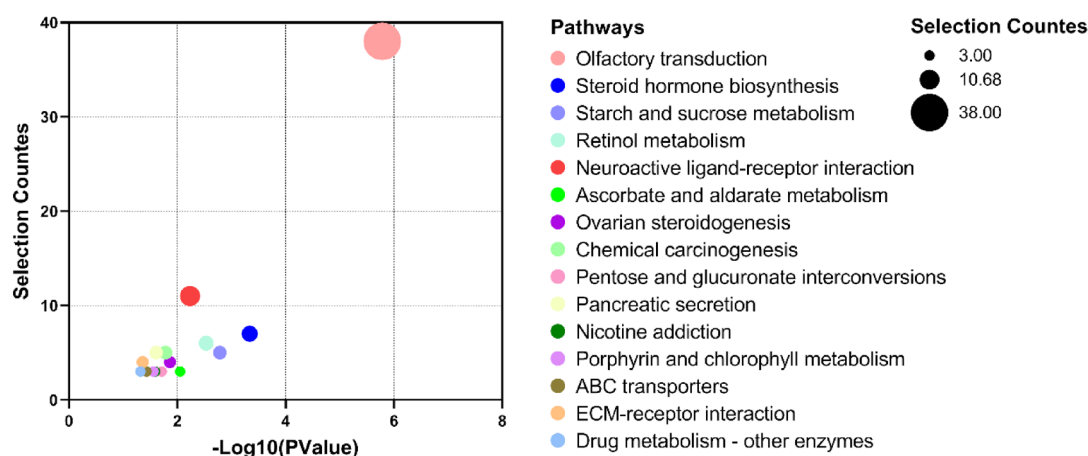 40
30
20
10
0
0
2
4
6
8
Selection Countes
-Log10(PValue)
Pathways
Olfactory transduction
Steroid hormone biosynthesis
Starch and sucrose metabolism
Retinol metabolism
Neuroactive ligand-receptor interaction
Ascorbate and aldarate metabolism
Ovarian steroidogenesis
Chemical carcinogenesis
Pentose and glucuronate interconversions
Pancreatic secretion
Nicotine addiction
Porphyrin and chlorophyll metabolism
ABC transporters
ECM-receptor interaction
Drug metabolism - other enzymes
Selection Countes
3.00
10.68
38.00